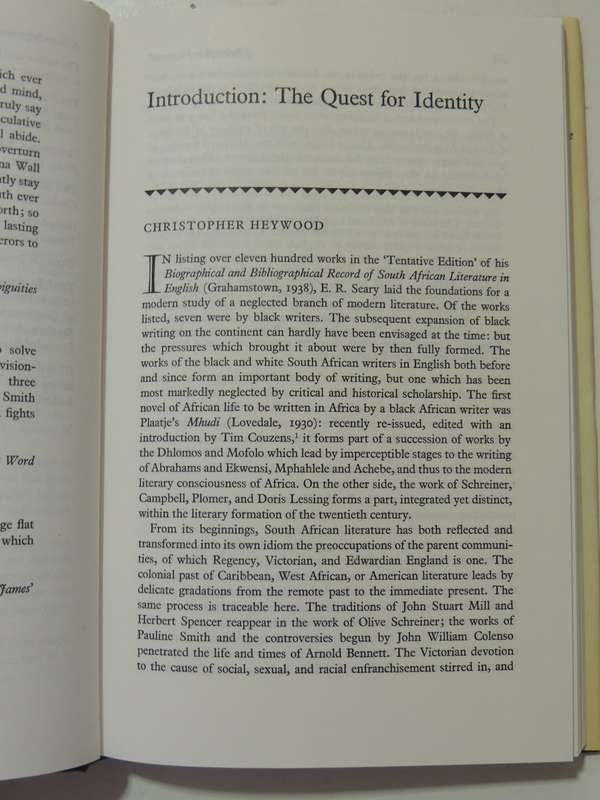 ich ever
d mind,
ruly say
culative
l abide.
overturn
na Wall
ntly stay
uth ever
orth; so
lasting
errors to
biguities
o solve
vision-
three
Smith
fights
Word
ge flat
which
James'
Introduction: The Quest for Identity
CHRISTOPHER HEYWOOD
IN listing over eleven hundred works in the 'Tentative Edition' of his
Biographical and Bibliographical Record of South African Literature in
English (Grahamstown, 1938), E. R. Seary laid the foundations for a
modern study of a neglected branch of modern literature. Of the works
listed, seven were by black writers. The subsequent expansion of black
writing on the continent can hardly have been envisaged at the time: but
the pressures which brought it about were by then fully formed. The
works of the black and white South African writers in English both before
and since form an important body of writing, but one which has been
most markedly neglected by critical and historical scholarship. The first
novel of African life to be written in Africa by a black African writer was
Plaatje's Mhudi (Lovedale, 1930): recently re-issued, edited with an
introduction by Tim Couzens,¹ it forms part of a succession of works by
the Dhlomos and Mofolo which lead by imperceptible stages to the writing
of Abrahams and Ekwensi, Mphahlele and Achebe, and thus to the modern
literary consciousness of Africa. On the other side, the work of Schreiner,
Campbell, Plomer, and Doris Lessing forms a part, integrated yet distinct,
within the literary formation of the twentieth century.
From its beginnings, South African literature has both reflected and
transformed into its own idiom the preoccupations of the parent communi-
ties, of which Regency, Victorian, and Edwardian England is one. The
colonial past of Caribbean, West African, or American literature leads by
delicate gradations from the remote past to the immediate present. The
same process is traceable here. The traditions of John Stuart Mill and
Herbert Spencer reappear in the work of Olive Schreiner; the works of
Pauline Smith and the controversies begun by John William Colenso
penetrated the life and times of Arnold Bennett. The Victorian devotion
to the cause of social, sexual, and racial enfranchisement stirred in, and